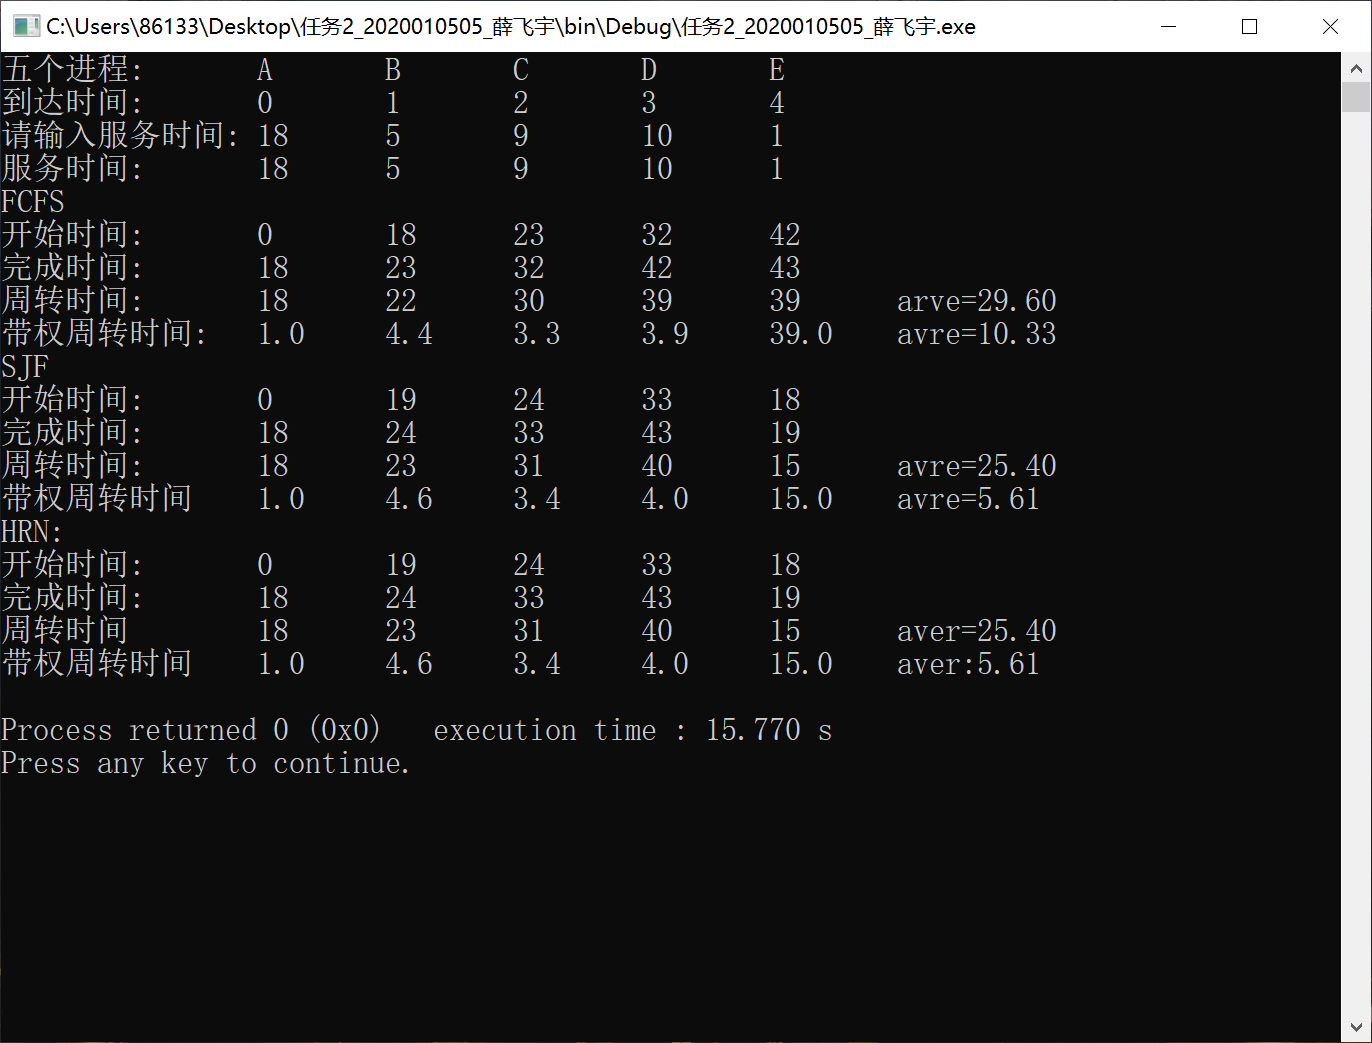 C:\Users\86133\Desktop\任务2_2020010505_薛飞宇\bin\Debug\任务2_2020010505_薛飞宇.exe
五个进程: A B C D E
到达时间: 0 1 2 3 4
请输入服务时间: 18 5 9 10 1
服务时间: 18 5 9 10 1
FCFS
开始时间: 0 18 23 32 42
完成时间: 18 23 32 42 43
周转时间: 18 22 30 39 39 arve=29.60
带权周转时间: 1.0 4.4 3.3 3.9 39.0 avre=10.33
SJF
开始时间: 0 19 24 33 18
完成时间: 18 24 33 43 19
周转时间: 18 23 31 40 15 avre=25.40
带权周转时间 1.0 4.6 3.4 4.0 15.0 avre=5.61
HRN:
开始时间: 0 19 24 33 18
完成时间: 18 24 33 43 19
周转时间 18 23 31 40 15 aver=25.40
带权周转时间 1.0 4.6 3.4 4.0 15.0 aver:5.61
Process returned 0 (0x0) execution time : 15.770 s
Press any key to continue.